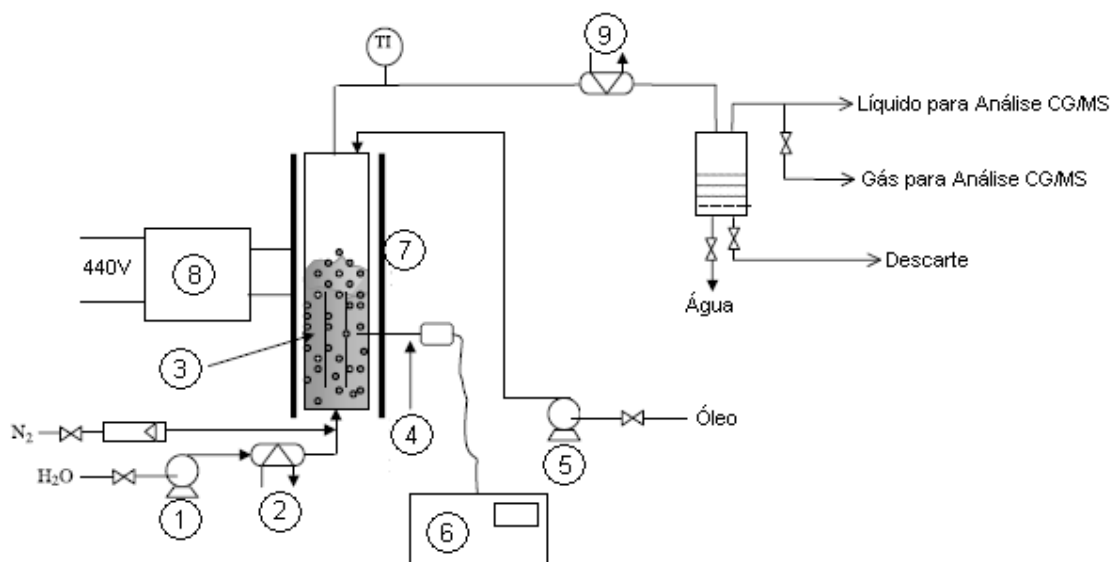 TI
9
Líquido para Análise CG/MS
Gás para Análise CG/MS
Descarte
Água
440V
8
7
3
4
N₂
H₂O
1
2
5
Óleo
6